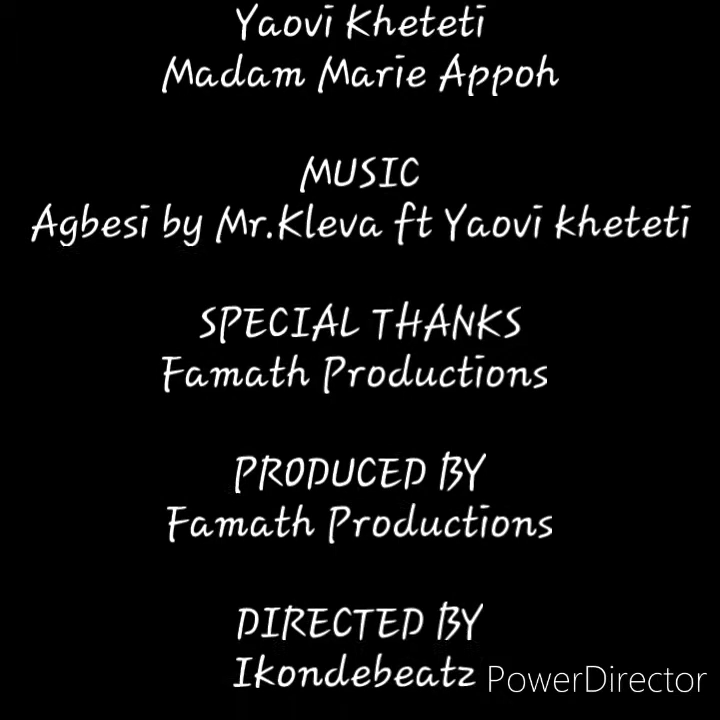 Yaovi Kheteti
Madam Marie Appoh
MUSIC
Agbesi by Mr.Kleva ft Yaovi kheteti
SPECIAL THANKS
Famath Productions
PRODUCED BY
Famath Productions
DIRECTED BY
Ikondebeatz
PowerDirector